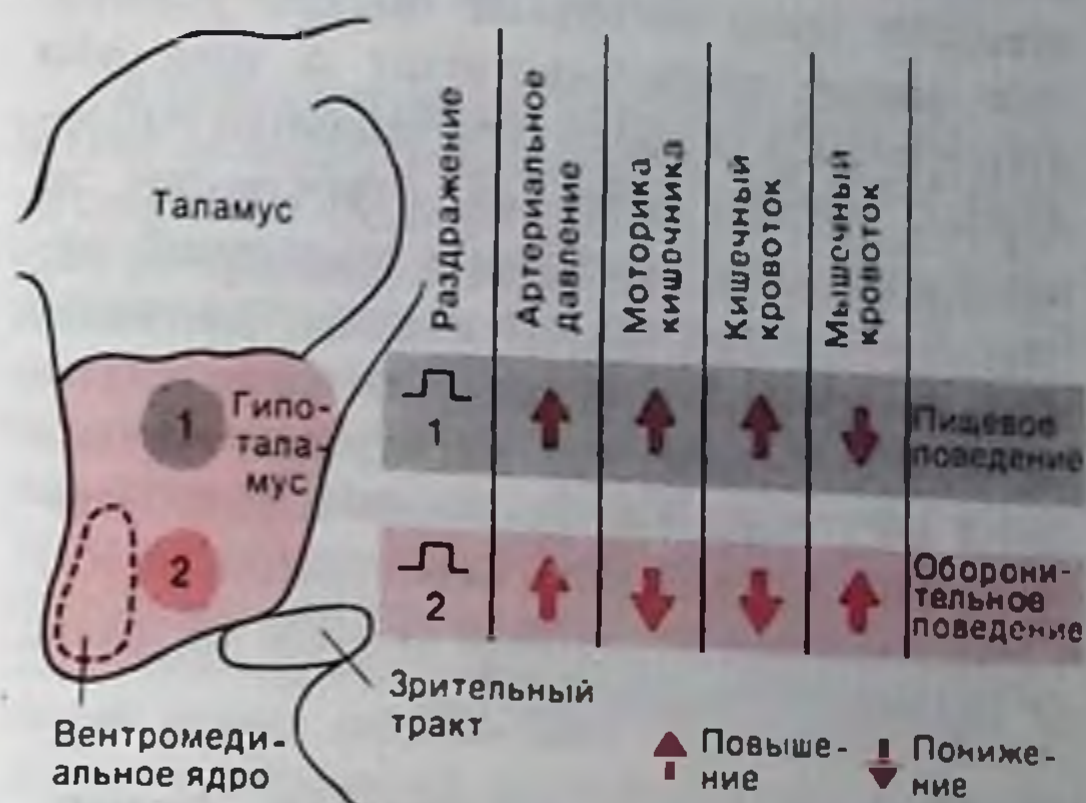 Таламус
Гипо-
тала-
мус
1
2
Вентромеди-
альное ядро
Зрительный
тракт
Раздражение
Артериальное
давление
Моторика
кишечника
Кишечный
кровоток
Мышечный
кровоток
1
Пищевое
поведение
2
Оборони-
тельное
поведение
Повыше-
ние
Пониже-
ние